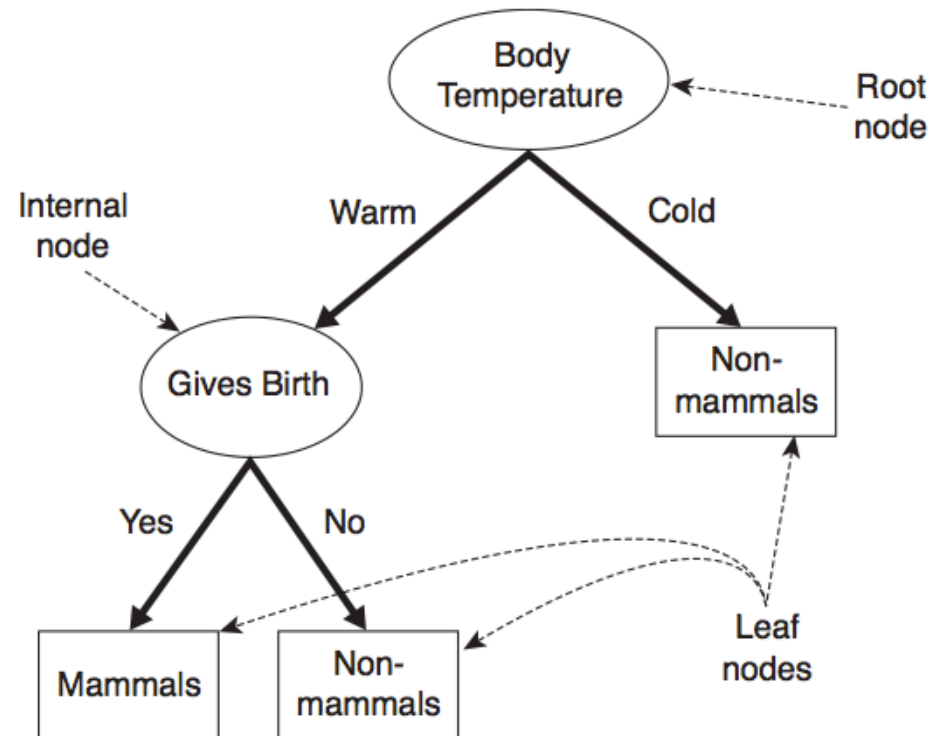 Body
Temperature
Root
node
Internal
node
Warm
Cold
Gives Birth
Non-
mammals
Yes
No
Mammals
Non-
mammals
Leaf
nodes